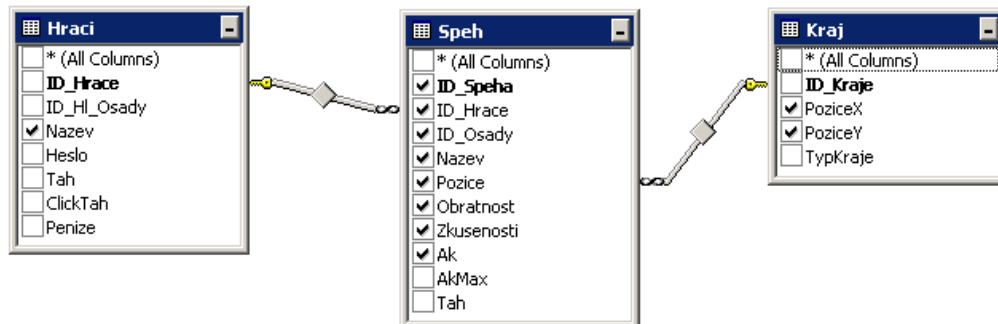 Hraci
* (All Columns)
ID_Hrace
ID_Hl_Osady
Nazev
Heslo
Tah
ClickTah
Penize
Speh
* (All Columns)
ID_Speha
ID_Hrace
ID_Osady
Nazev
Pozice
Obratnost
Zkusenosti
Ak
AkMax
Tah
Kraj
* (All Columns)
ID_Kraje
PoziceX
PoziceY
TypKraje